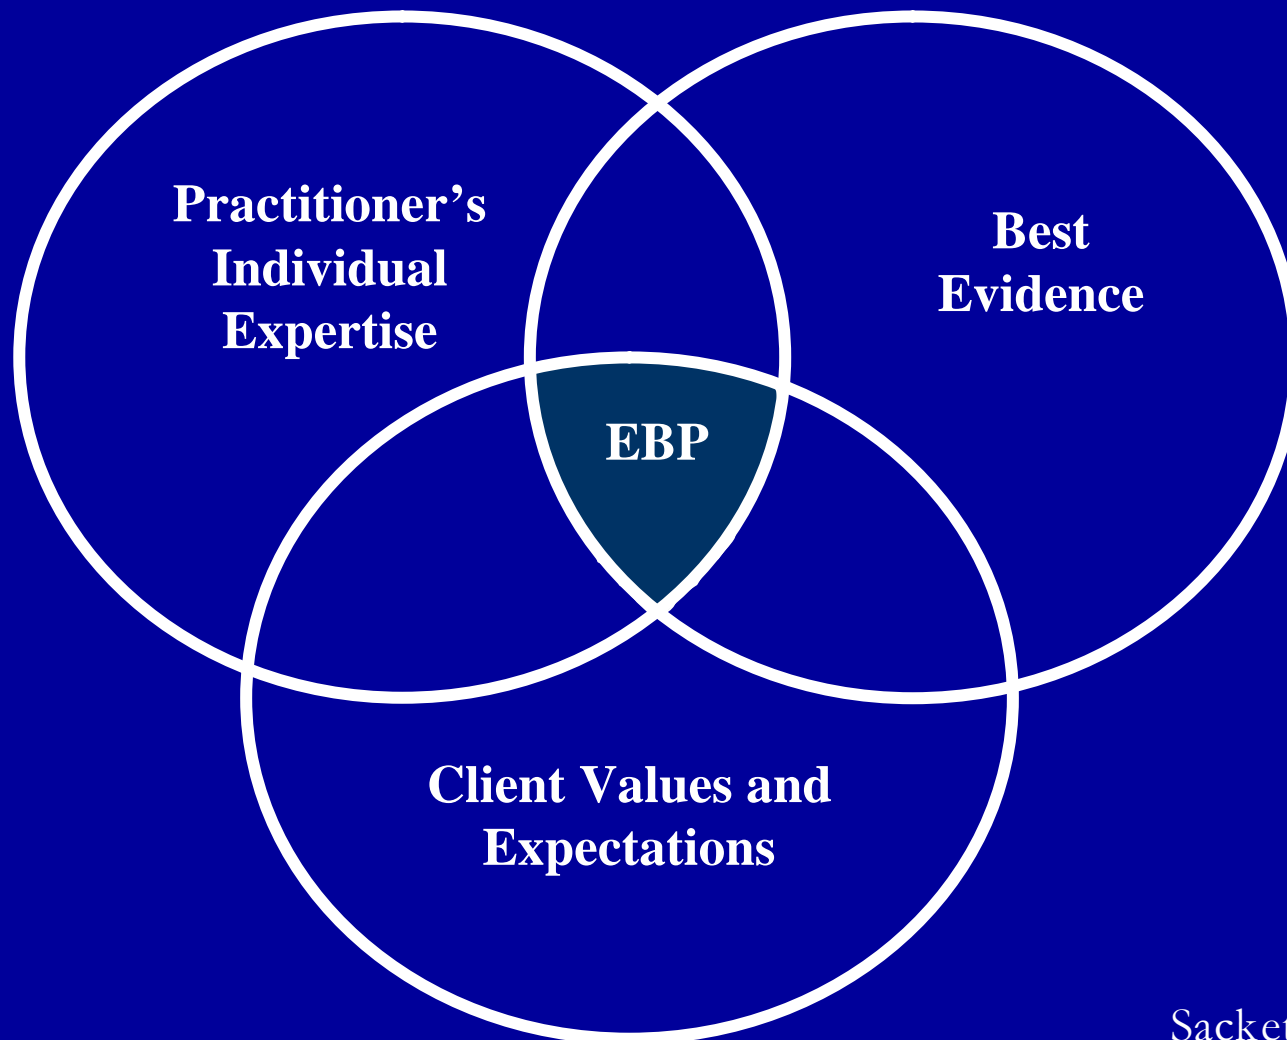 Practitioner’s
Individual
Expertise
Best
Evidence
EBP
Client Values and
Expectations